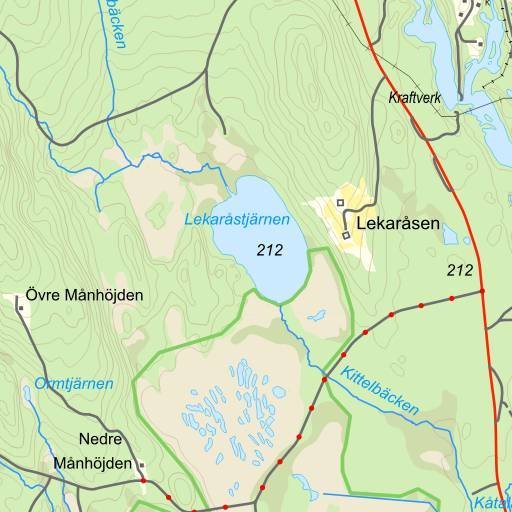 bäcken
Kraftverk
Lekaråstjärnen
Lekaråsen
212
212
Övre Månhöjden
Kittelbäcken
Ormtjärnen
Nedre
Månhöjden